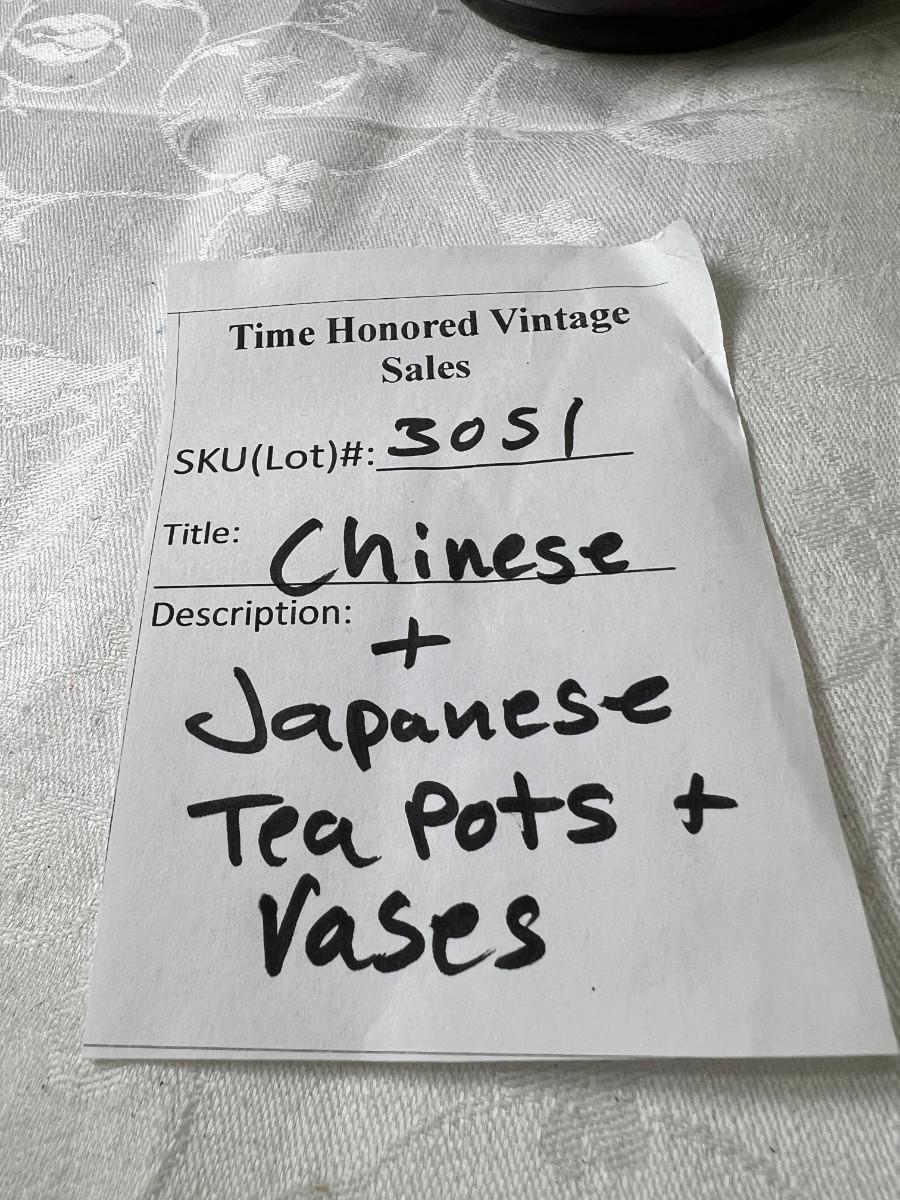 Time Honored Vintage
Sales
SKU(Lot)#: 3051
Title: Chinese
Description:
+
Japanese
Tea Pots +
Vases